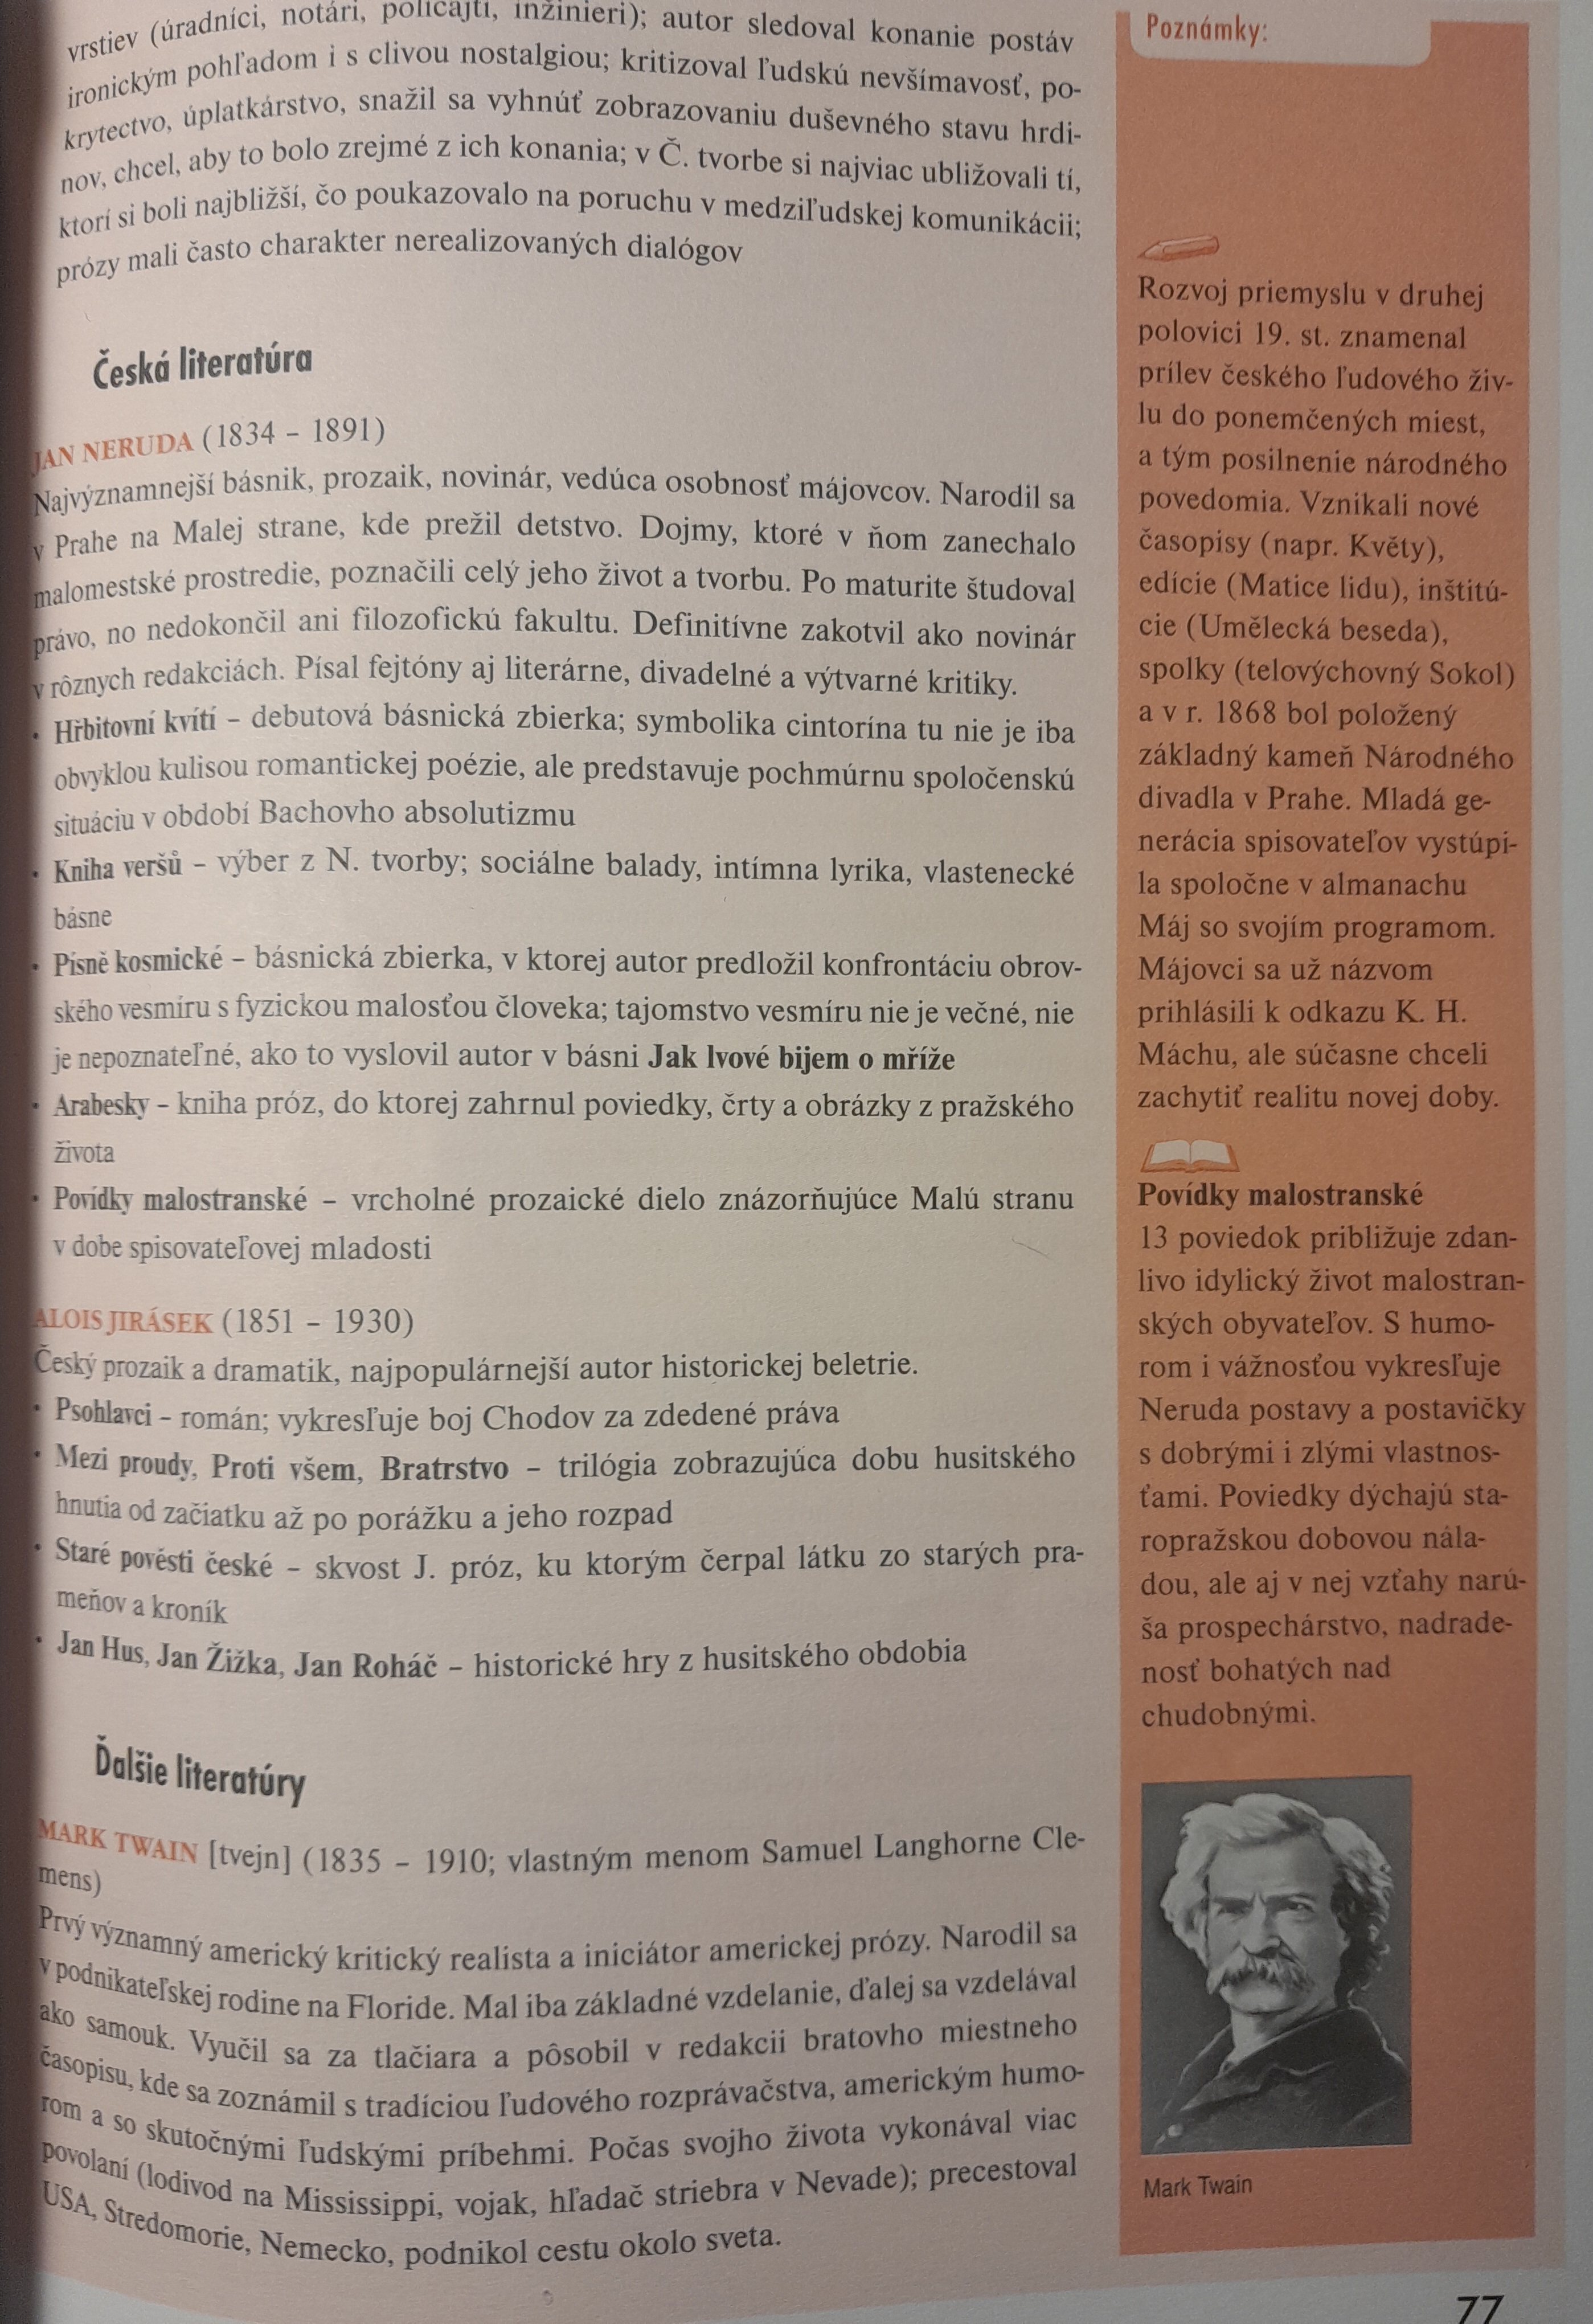 vrstiev (úradníci, notári, policajti, inžinieri); autor sledoval konanie postáv
ironickým pohľadom i s clivou nostalgiou; kritizoval ľudskú nevšímavosť, po-
krytectvo, úplatkárstvo, snažil sa vyhnúť zobrazovaniu duševného stavu hrdi-
nov, chcel, aby to bolo zrejmé z ich konania; v Č. tvorbe si najviac ubližovali tí,
ktorí si boli najbližší, čo poukazovalo na poruchu v medziľudskej komunikácii;
prózy mali často charakter nerealizovaných dialógov
Česká literatúra
JAN NERUDA (1834 – 1891)
Najvýznamnejší básnik, prozaik, novinár, vedúca osobnosť májovcov. Narodil sa
v Prahe na Malej strane, kde prežil detstvo. Dojmy, ktoré v ňom zanechalo
malomestské prostredie, poznačili celý jeho život a tvorbu. Po maturite študoval
právo, no nedokončil ani filozofickú fakultu. Definitívne zakotvil ako novinár
v rôznych redakciách. Písal fejtóny aj literárne, divadelné a výtvarné kritiky.
• Hřbitovní kvítí – debutová básnická zbierka; symbolika cintorína tu nie je iba
obvyklou kulisou romantickej poézie, ale predstavuje pochmúrnu spoločenskú
situáciu v období Bachovho absolutizmu
• Kniha veršů – výber z N. tvorby; sociálne balady, intímna lyrika, vlastenecké
básne
• Písně kosmické – básnická zbierka, v ktorej autor predložil konfrontáciu obrov-
ského vesmíru s fyzickou malosťou človeka; tajomstvo vesmíru nie je večné, nie
je nepoznateľné, ako to vyslovil autor v básni Jak lvové bijem o mříže
• Arabesky – kniha próz, do ktorej zahrnul poviedky, črty a obrázky z pražského
života
• Povídky malostranské – vrcholné prozaické dielo znázorňujúce Malú stranu
v dobe spisovateľovej mladosti
ALOIS JIRÁSEK (1851 – 1930)
Český prozaik a dramatik, najpopulárnejší autor historickej beletrie.
• Psohlavci – román; vykresľuje boj Chodov za zdedené práva
• Mezi proudy, Proti všem, Bratrstvo – trilógia zobrazujúca dobu husitského
hnutia od začiatku až po porážku a jeho rozpad
• Staré pověsti české – skvost J. próz, ku ktorým čerpal látku zo starých pra-
meňov a kroník
• Jan Hus, Jan Žižka, Jan Roháč – historické hry z husitského obdobia
Ďalšie literatúry
MARK TWAIN [tvejn] (1835 – 1910; vlastným menom Samuel Langhorne Cle-
mens)
Prvý významný americký kritický realista a iniciátor americkej prózy. Narodil sa
v podnikateľskej rodine na Floride. Mal iba základné vzdelanie, ďalej sa vzdelával
ako samouk. Vyučil sa za tlačiara a pôsobil v redakcii bratovho miestneho
časopisu, kde sa zoznámil s tradíciou ľudového rozprávačstva, americkým humo-
rom a so skutočnými ľudskými príbehmi. Počas svojho života vykonával viac
povolaní (lodivod na Mississippi, vojak, hľadač striebra v Nevade); precestoval
USA, Stredomorie, Nemecko, podnikol cestu okolo sveta.
Poznámky:
Rozvoj priemyslu v druhej
polovici 19. st. znamenal
prílev českého ľudového živ-
lu do ponemčených miest,
a tým posilnenie národného
povedomia. Vznikali nové
časopisy (napr. Květy),
edície (Matice lidu), inštitú-
cie (Umělecká beseda),
spolky (telovýchovný Sokol)
a v r. 1868 bol položený
základný kameň Národného
divadla v Prahe. Mladá ge-
nerácia spisovateľov vystúpi-
la spoločne v almanachu
Máj so svojím programom.
Májovci sa už názvom
prihlásili k odkazu K. H.
Máchu, ale súčasne chceli
zachytiť realitu novej doby.
Povídky malostranské
13 poviedok približuje zdan-
livo idylický život malostran-
ských obyvateľov. S humo-
rom i vážnosťou vykresľuje
Neruda postavy a postavičky
s dobrými i zlými vlastnos-
ťami. Poviedky dýchajú sta-
ropražskou dobovou nála-
dou, ale aj v nej vzťahy narú-
ša prospechárstvo, nadrade-
nosť bohatých nad
chudobnými.
Mark Twain
77